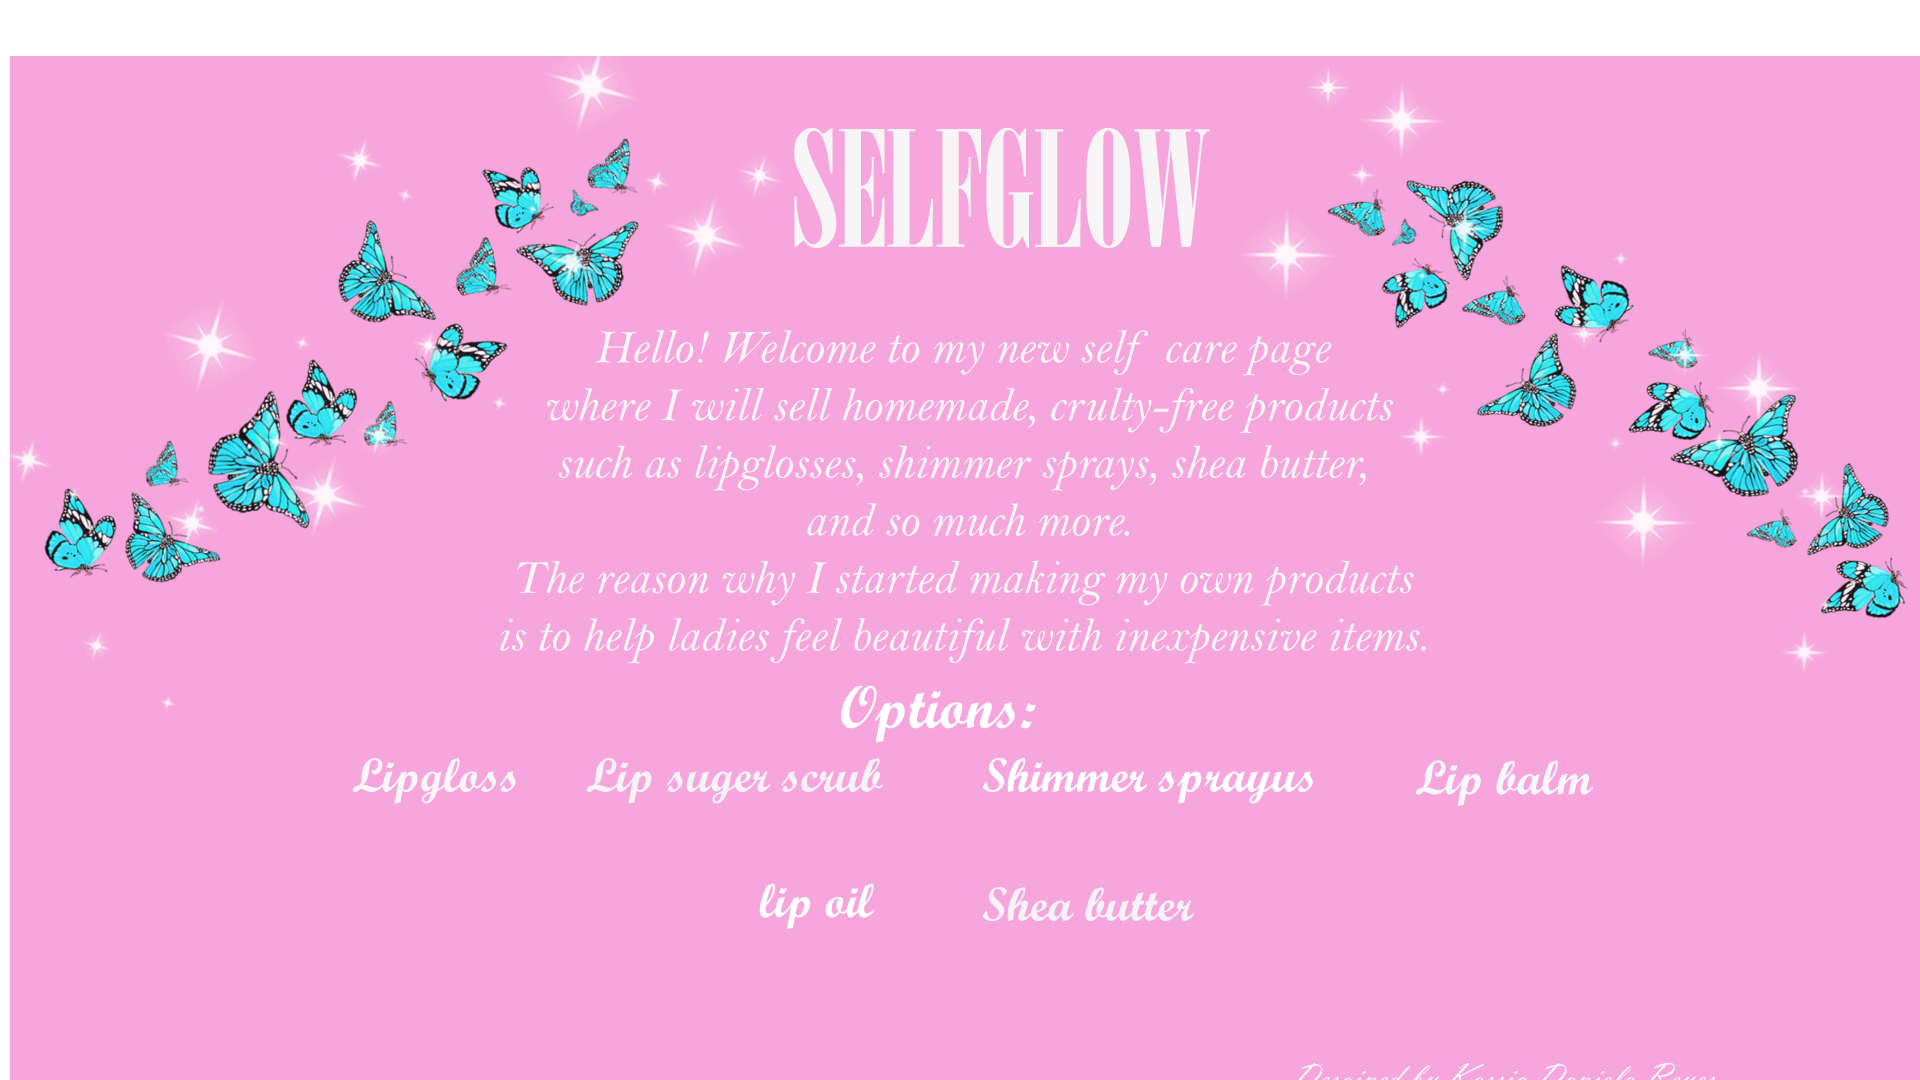 SELFGLOW
Hello! Welcome to my new self care page
where I will sell homemade, crulty-free products
such as lipglosses, shimmer sprays, shea butter,
and so much more.
The reason why I started making my own products
is to help ladies feel beautiful with inexpensive items.
Options:
Lipgloss Lip suger scrub Shimmer sprayus Lip balm
lip oil Shea butter
by Daniela Reyes